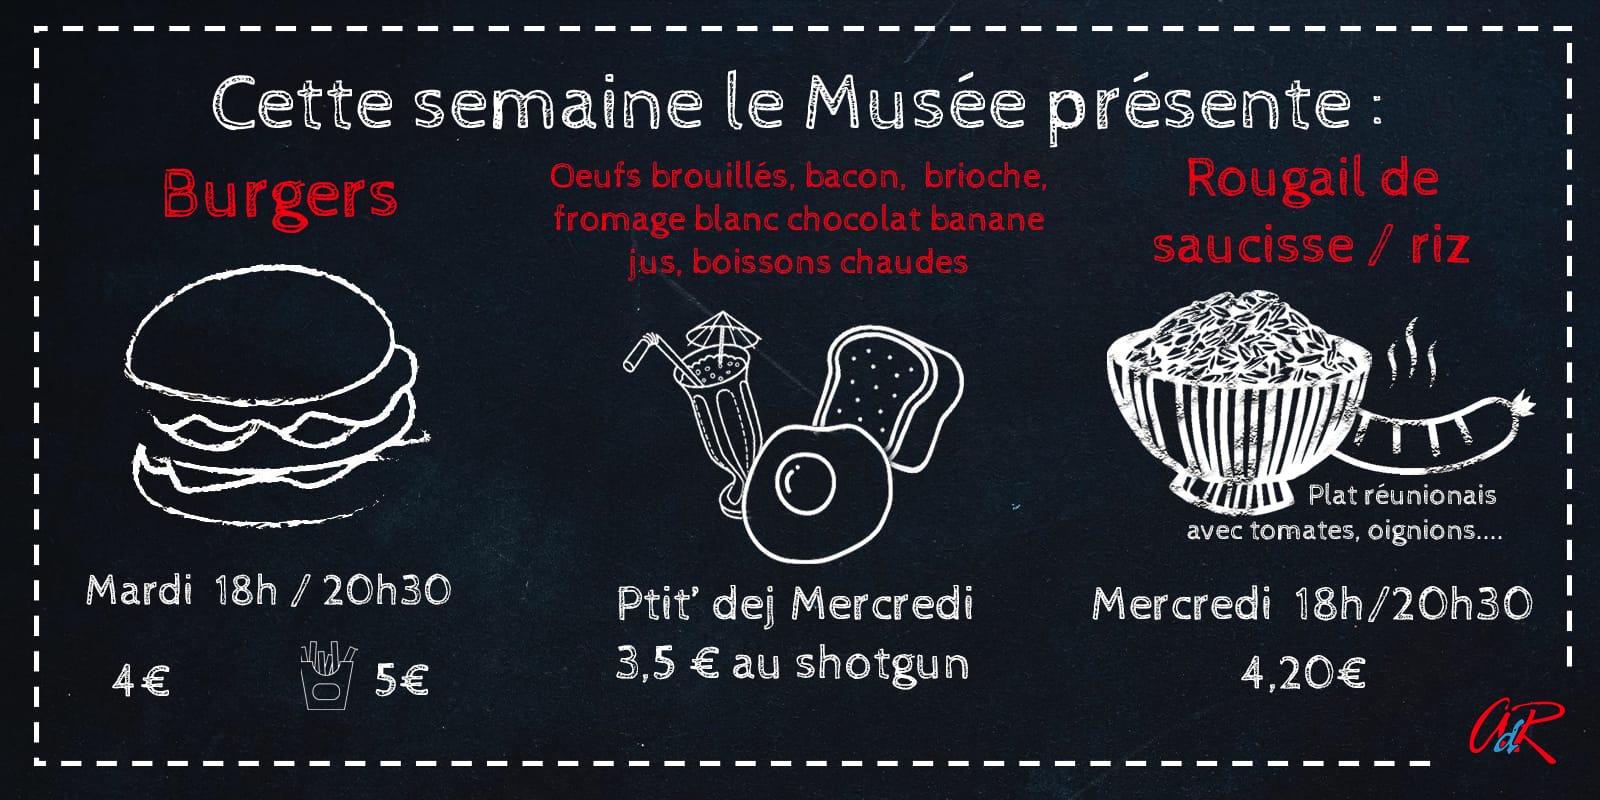 Cette semaine le Musée présente :
Burgers
Mardi 18h / 20h30
4€
5€
Oeufs brouillés, bacon, brioche,
fromage blanc chocolat banane
jus, boissons chaudes
Ptit' dej Mercredi
3,5 € au shotgun
Rougail de
saucisse / riz
Plat réunionais
avec tomates, oignions....
Mercredi 18h/20h30
4,20€
AdR